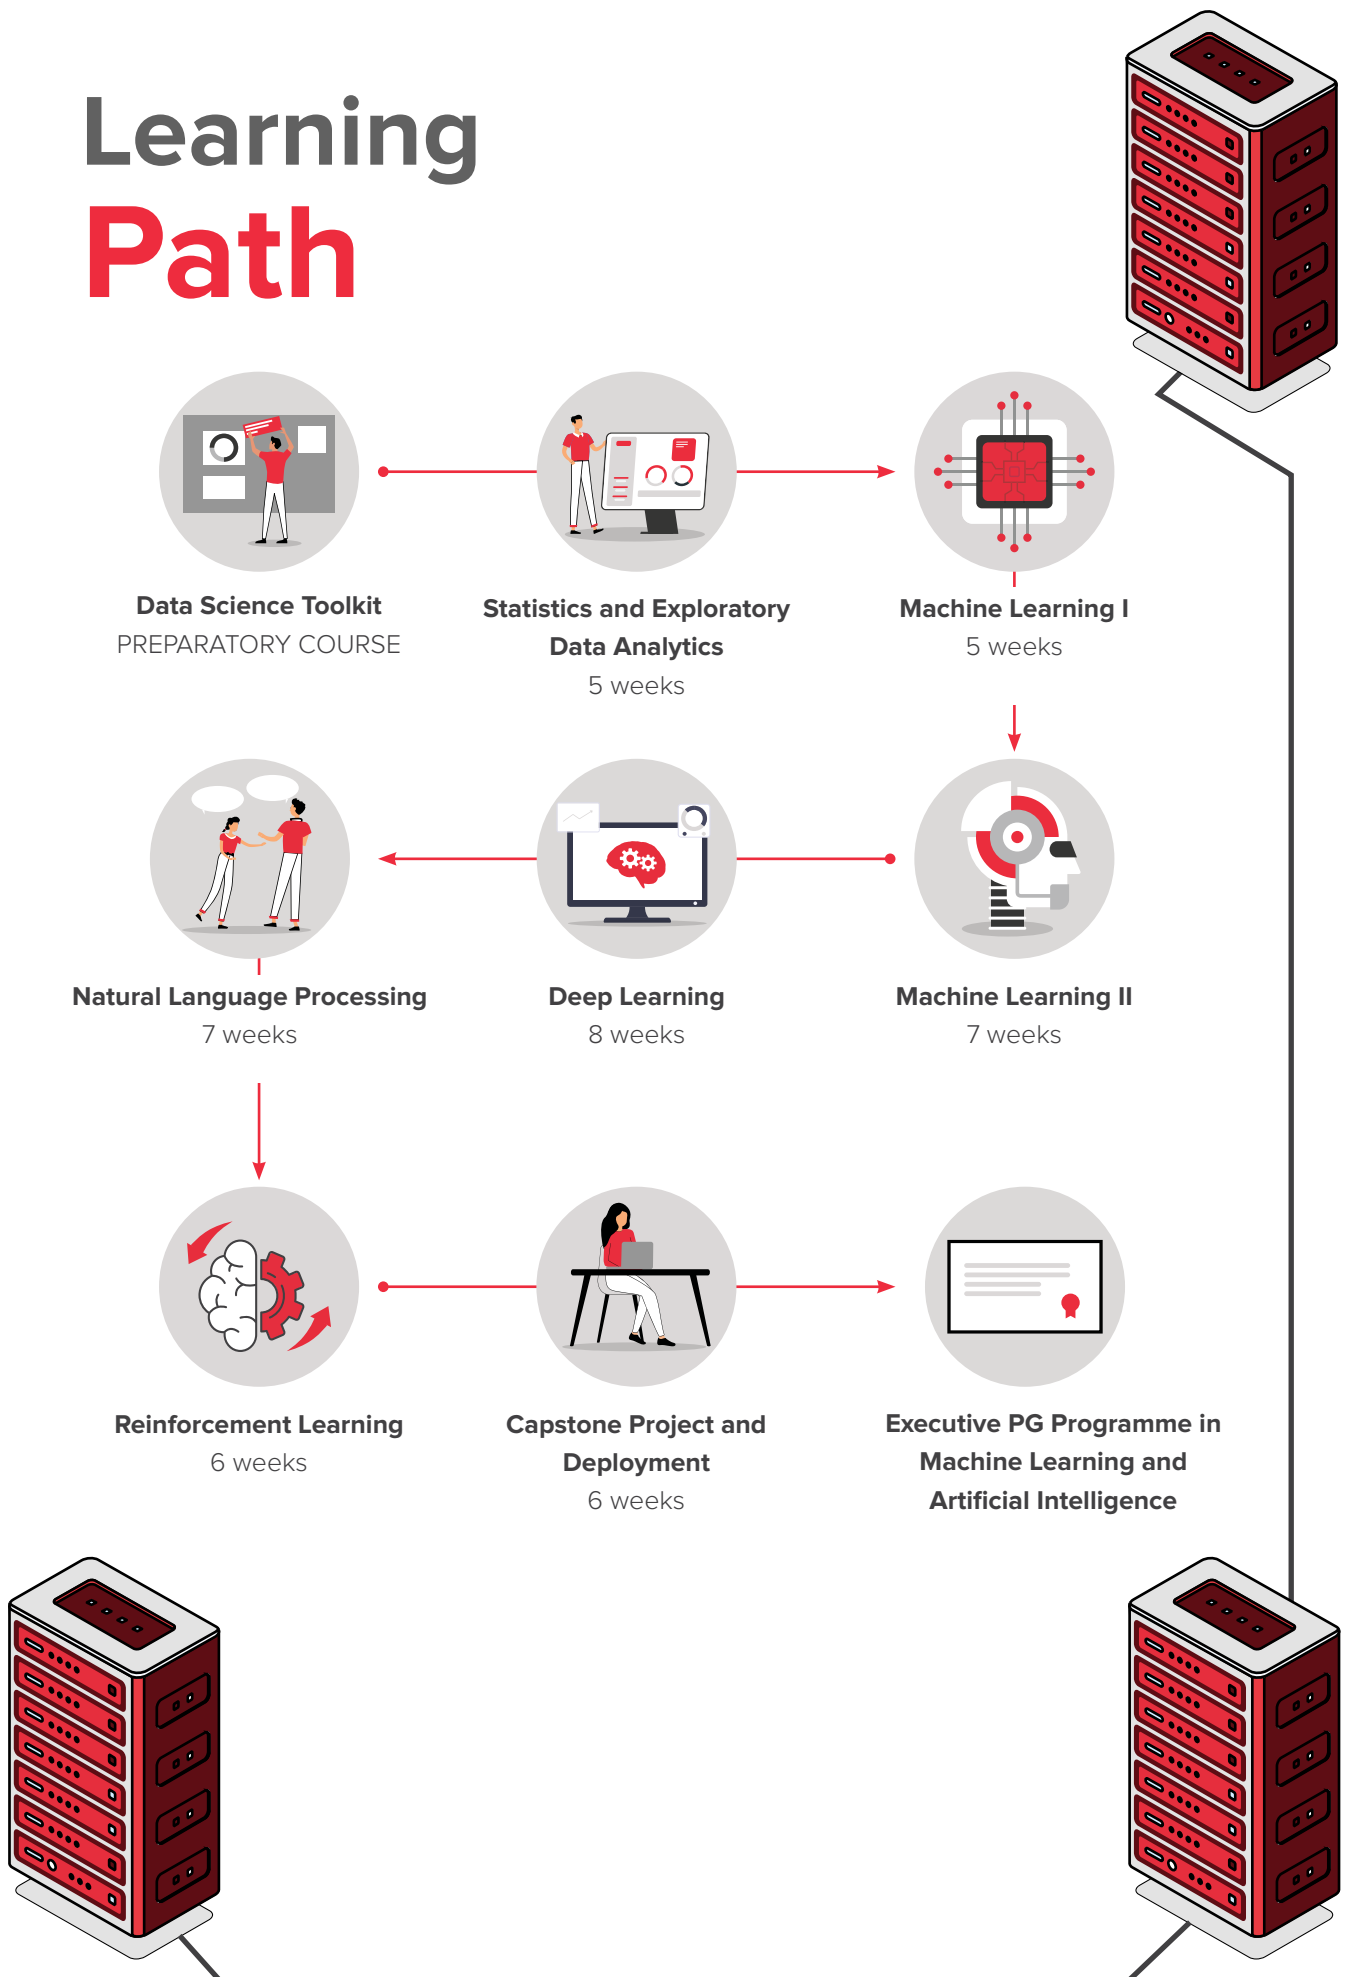 Learning
Path
Data Science Toolkit
PREPARATORY COURSE
Statistics and Exploratory
Data Analytics
5 weeks
Machine Learning I
5 weeks
Natural Language Processing
7 weeks
Deep Learning
8 weeks
Machine Learning II
7 weeks
Reinforcement Learning
6 weeks
Capstone Project and
Deployment
6 weeks
Executive PG Programme in
Machine Learning and
Artificial Intelligence